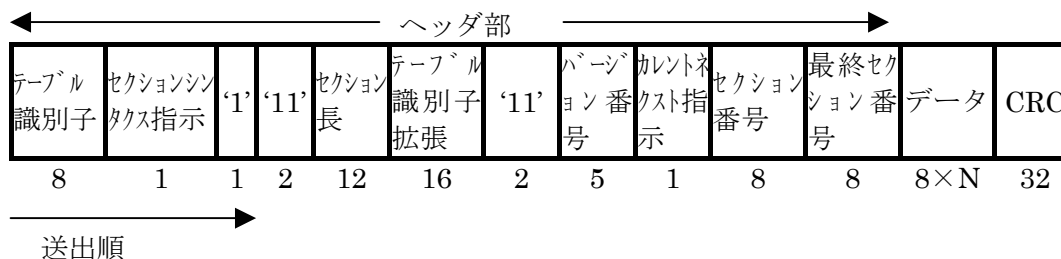 ヘッダ部
テーブル識別子
セクションシンタクス指示
‘1’
‘11’
セクション長
テーブル識別子拡張
‘11’
バージョン番号
カレントネクスト指示
セクション番号
最終セクション番号
データ
CRC
8 1 1 2 12 16 2 5 1 8 8 8×N 32
送出順